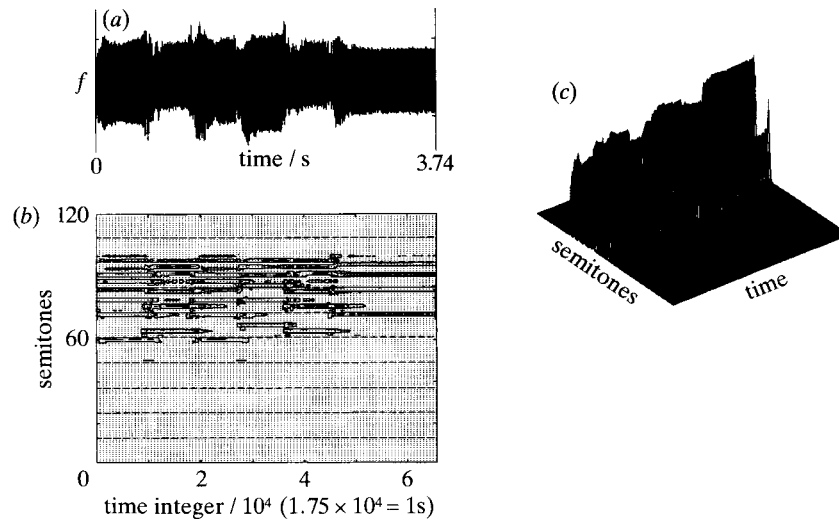 (a)
f
0
time / s
3.74
(b)
120
60
0
semitones
2
4
6
time integer / 10⁴ (1.75 × 10⁴ = 1s)
(c)
semitones
time